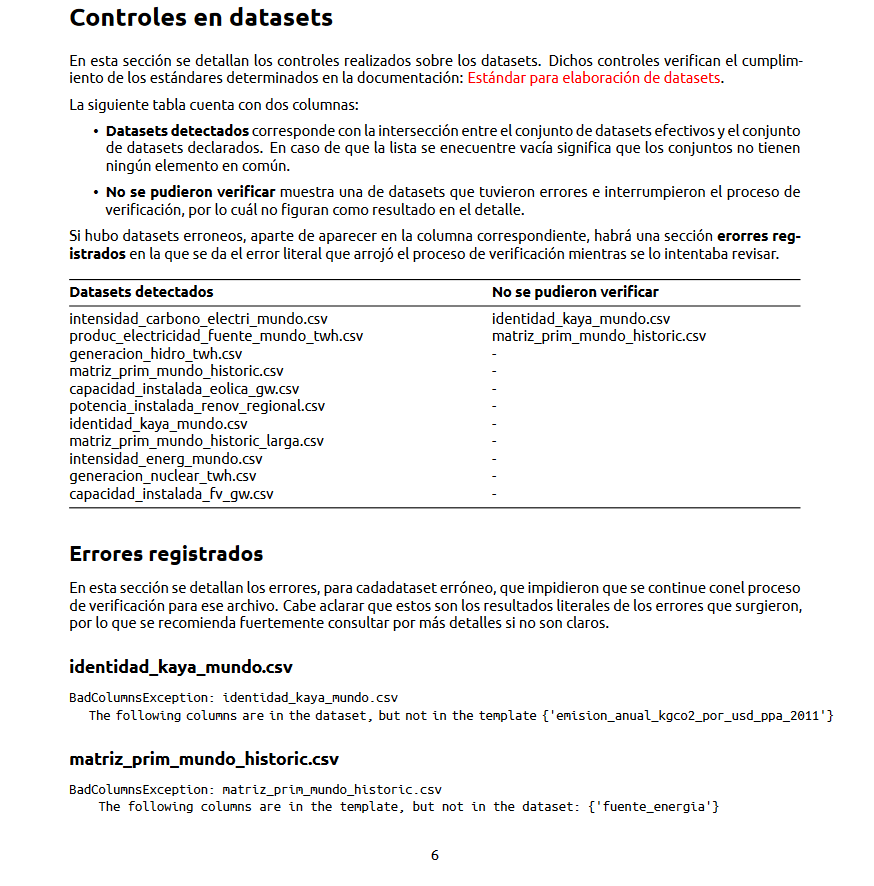 Controles en datasets
En esta sección se detallan los controles realizados sobre los datasets. Dichos controles verifican el cumplim-
iento de los estándares determinados en la documentación: Estándar para elaboración de datasets.
La siguiente tabla cuenta con dos columnas:
• Datasets detectados corresponde con la intersección entre el conjunto de datasets efectivos y el conjunto
de datasets declarados. En caso de que la lista se enecuentre vacía significa que los conjuntos no tienen
ningún elemento en común.
• No se pudieron verificar muestra una de datasets que tuvieron errores e interrumpieron el proceso de
verificación, por lo cuál no figuran como resultado en el detalle.
Si hubo datasets erroneos, aparte de aparecer en la columna correspondiente, habrá una sección erorres reg-
istrados en la que se da el error literal que arrojó el proceso de verificación mientras se lo intentaba revisar.
Datasets detectados No se pudieron verificar
intensidad_carbono_electri_mundo.csv identidad_kaya_mundo.csv
produc_electricidad_fuente_mundo_twh.csv matriz_prim_mundo_historic.csv
generacion_hidro_twh.csv -
matriz_prim_mundo_historic.csv -
capacidad_instalada_eolica_gw.csv -
potencia_instalada_renov_regional.csv -
identidad_kaya_mundo.csv -
matriz_prim_mundo_historic_larga.csv -
intensidad_energ_mundo.csv -
generacion_nuclear_twh.csv -
capacidad_instalada_fv_gw.csv -
Errores registrados
En esta sección se detallan los errores, para cadadataset erróneo, que impidieron que se continue conel proceso
de verificación para ese archivo. Cabe aclarar que estos son los resultados literales de los errores que surgieron,
por lo que se recomienda fuertemente consultar por más detalles si no son claros.
identidad_kaya_mundo.csv
BadColumnsException: identidad_kaya_mundo.csv
The following columns are in the dataset, but not in the template {'emision_anual_kgco2_por_usd_ppa_2011'}
matriz_prim_mundo_historic.csv
BadColumnsException: matriz_prim_mundo_historic.csv
The following columns are in the template, but not in the dataset: {'fuente_energia'}
6